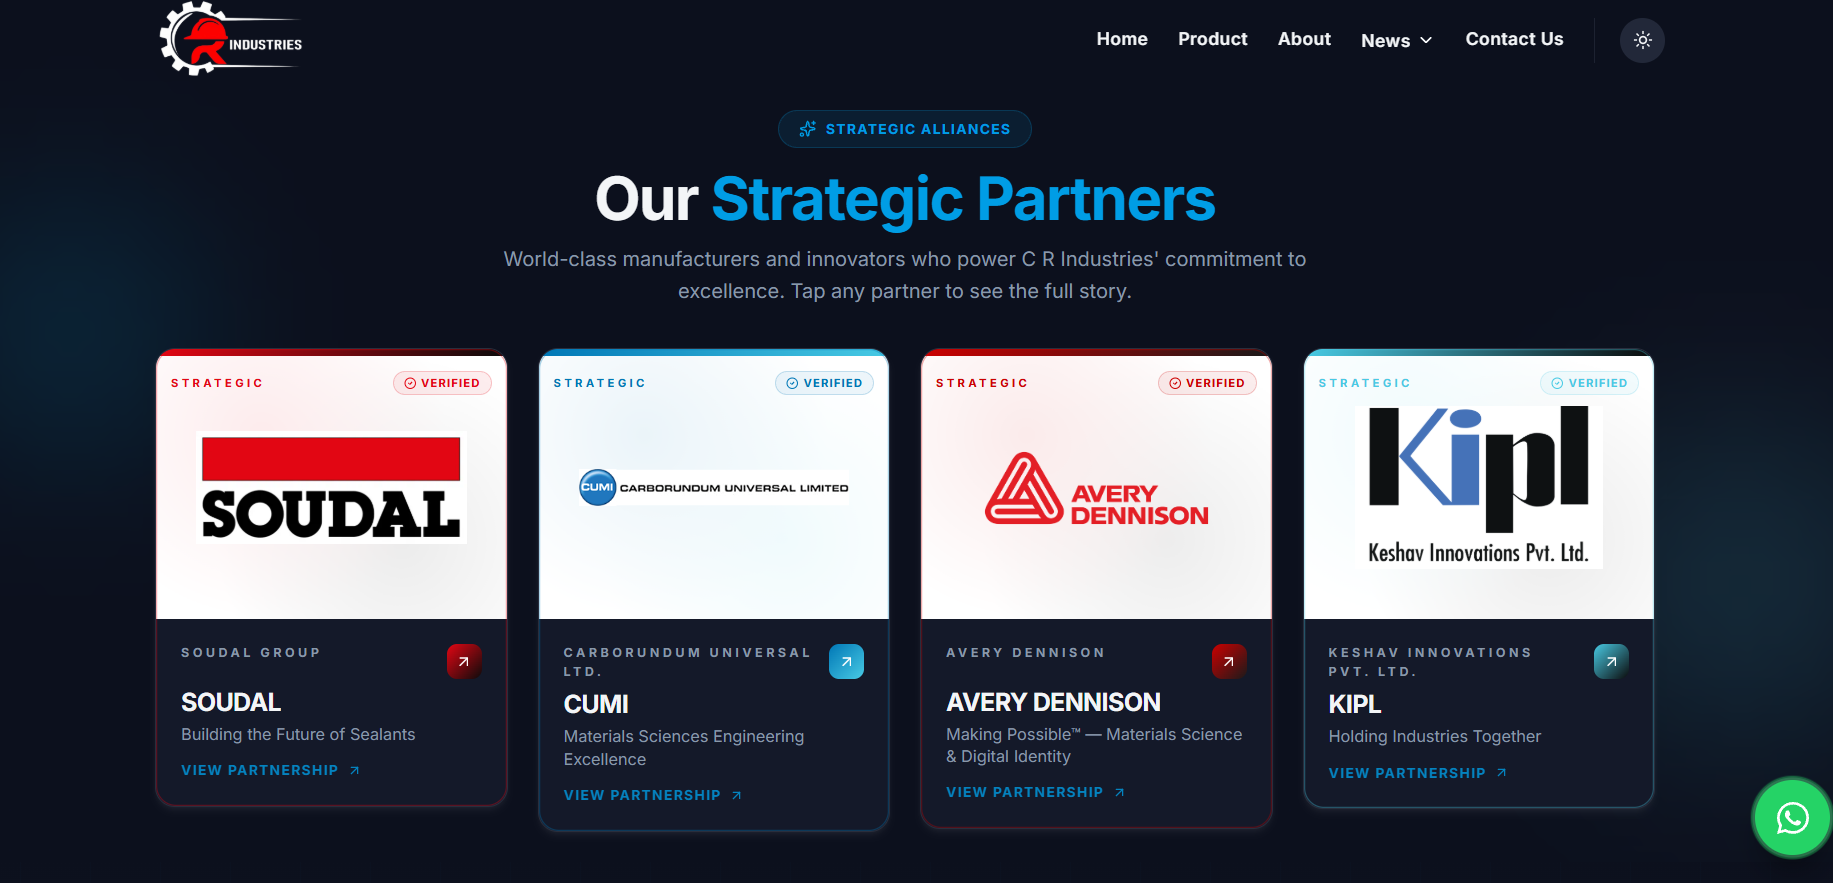 R INDUSTRIES
Home Product About News Contact Us
STRATEGIC ALLIANCES
Our Strategic Partners
World-class manufacturers and innovators who power C R Industries' commitment to
excellence. Tap any partner to see the full story.
STRATEGIC
VERIFIED
SOUDAL
SOUDAL GROUP
SOUDAL
Building the Future of Sealants
VIEW PARTNERSHIP
STRATEGIC
VERIFIED
CUMI CARBORUNDUM UNIVERSAL LIMITED
CARBORUNDUM UNIVERSAL
LTD.
CUMI
Materials Sciences Engineering
Excellence
VIEW PARTNERSHIP
STRATEGIC
VERIFIED
AVERY
DENNISON
AVERY DENNISON
AVERY DENNISON
Making Possible™ — Materials Science
& Digital Identity
VIEW PARTNERSHIP
STRATEGIC
VERIFIED
Kipl
Keshav Innovations Pvt. Ltd.
KESHAV INNOVATIONS
PVT. LTD.
KIPL
Holding Industries Together
VIEW PARTNERSHIP